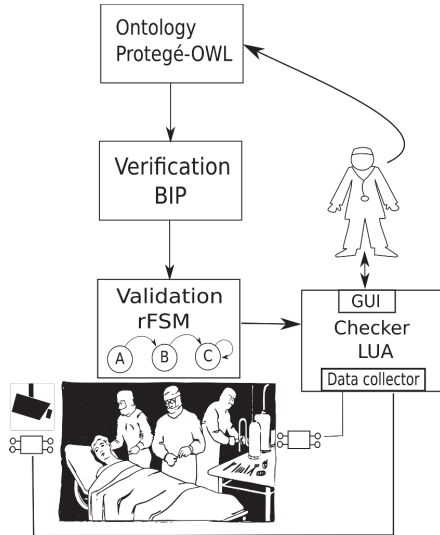 Ontology
Protegé-OWL
Verification
BIP
Validation
rFSM
A B C
GUI
Checker
LUA
Data collector